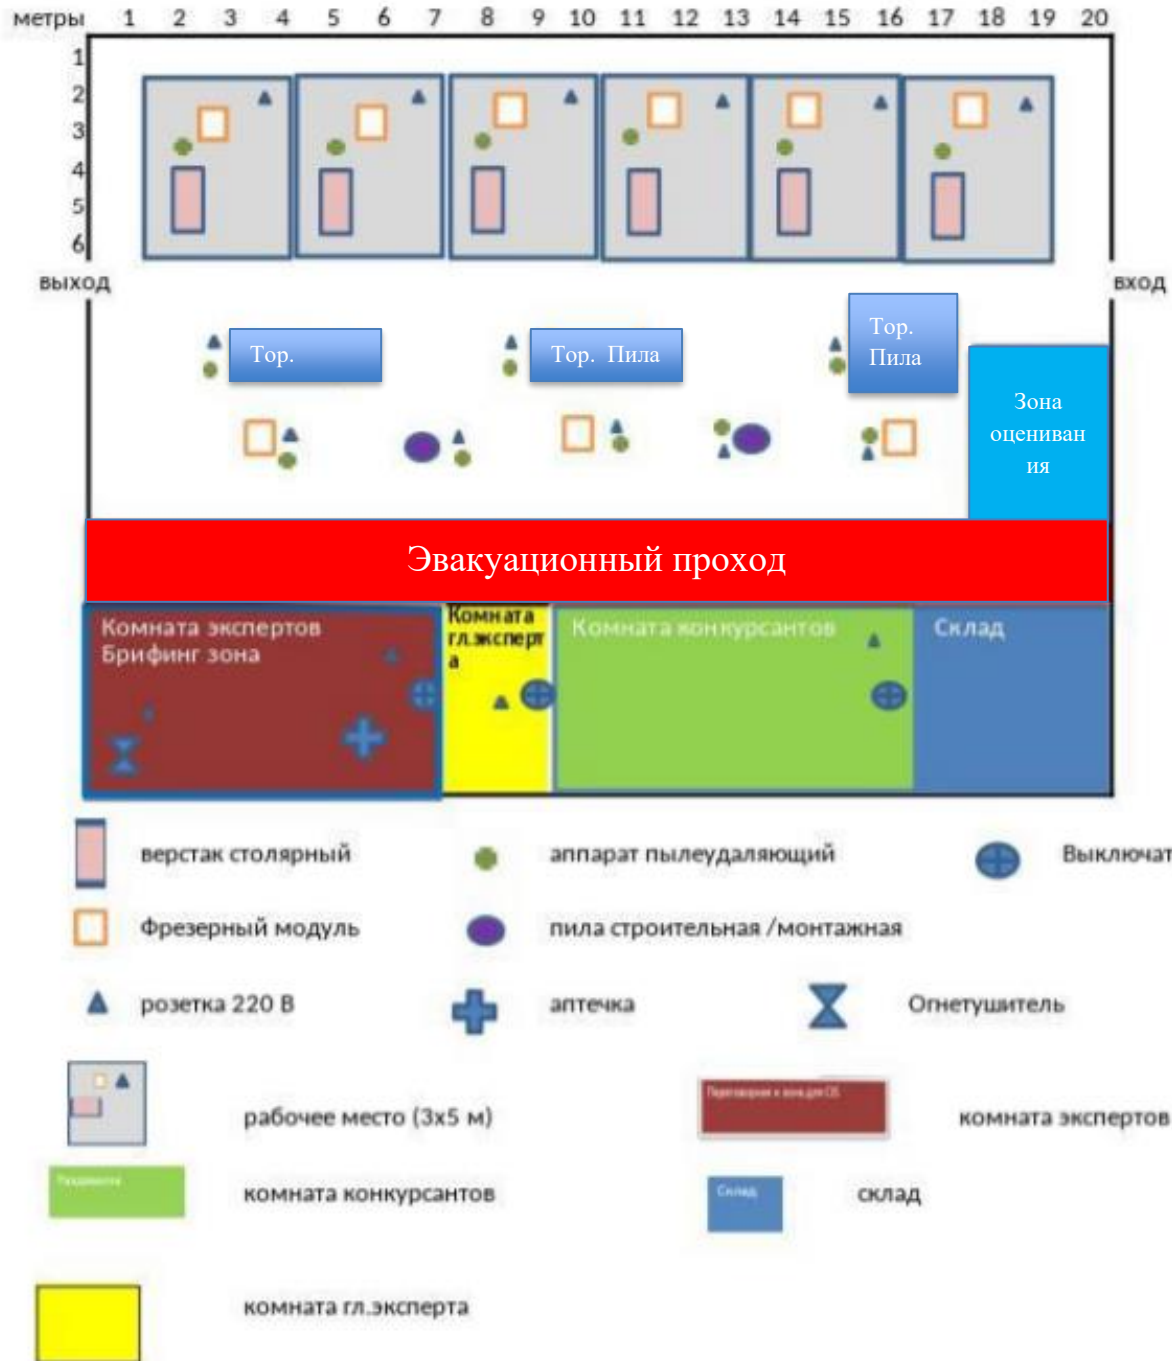 метры 1 2 3 4 5 6 7 8 9 10 11 12 13 14 15 16 17 18 19 20
1
2
3
4
5
6
выход
вход
Тор.
Тор. Пила
Тор.
Пила
Зона
оцениван
ия
Эвакуационный проход
Комната экспертов
Брифинг зона
Комната
гл.эксперт
а
Комната конкурсантов
Склад
верстак столярный
аппарат пылеудаляющий
Выключат
Фрезерный модуль
пила строительная /монтажная
розетка 220 В
аптечка
Огнетушитель
рабочее место (3х5 м)
комната экспертов
комната конкурсантов
Склад
склад
комната гл.эксперта